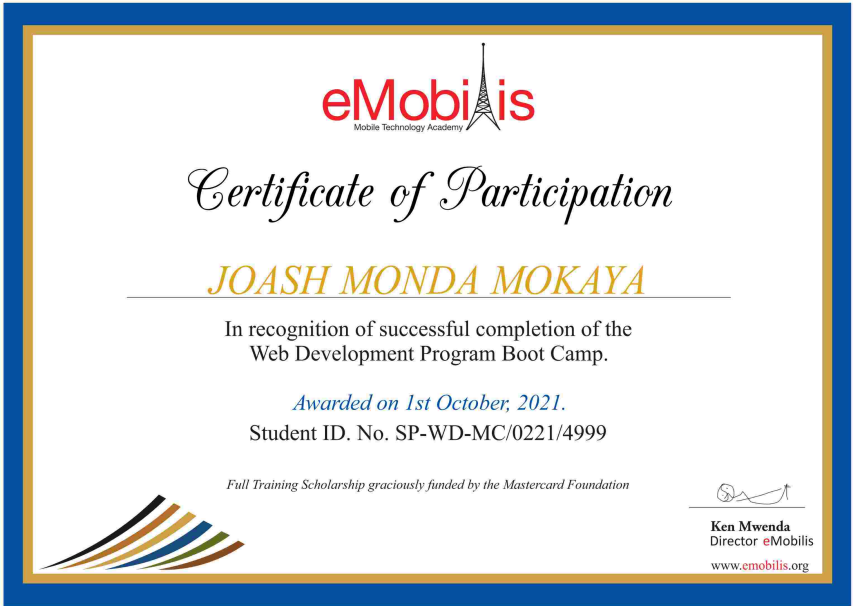 eMobilis
Mobile Technology Academy
Certificate of Participation
JOASH MONDA MOKAYA
In recognition of successful completion of the
Web Development Program Boot Camp.
Awarded on 1st October, 2021.
Student ID. No. SP-WD-MC/0221/4999
Full Training Scholarship graciously funded by the Mastercard Foundation
Ken Mwenda
Director eMobilis
www.emobilis.org